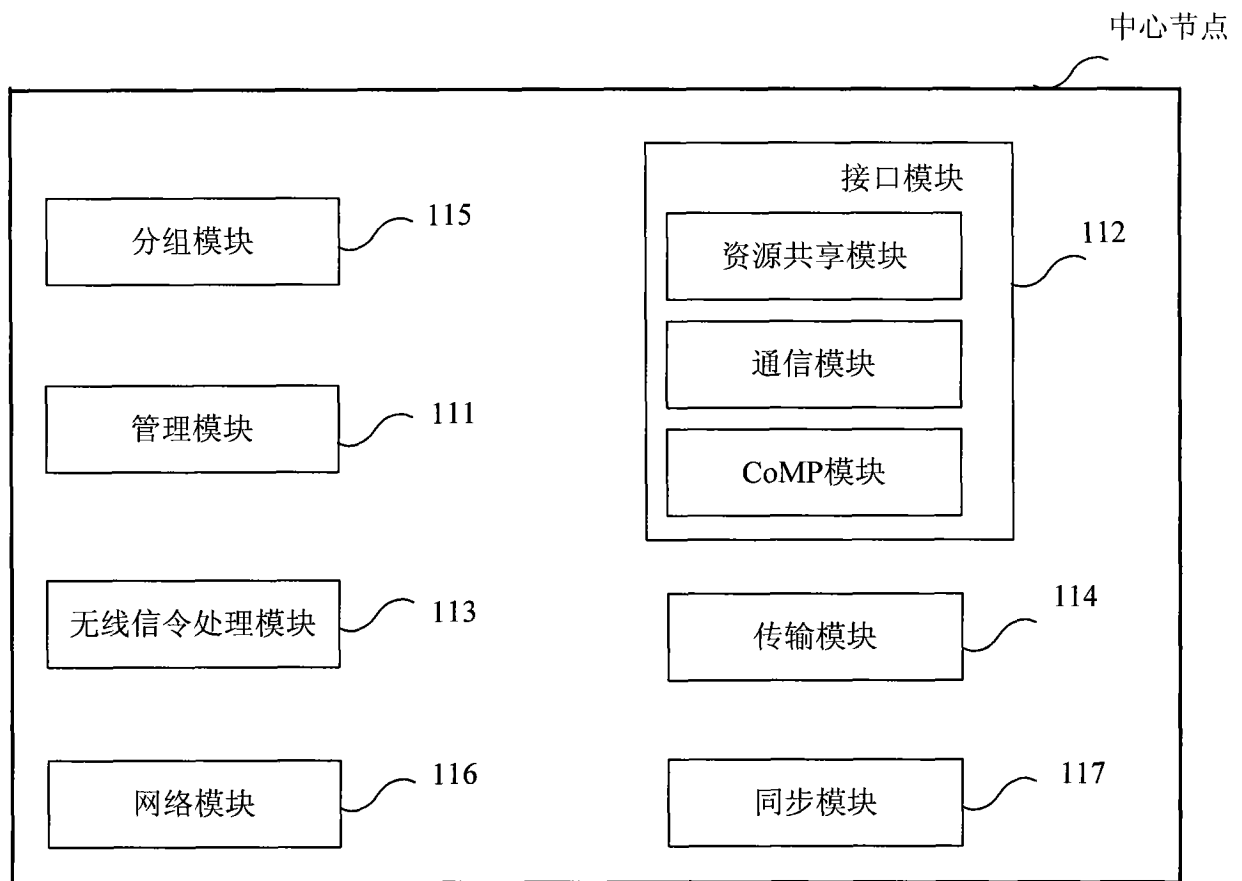 中心节点
接口模块
分组模块
115
资源共享模块
112
通信模块
管理模块
111
CoMP模块
无线信令处理模块
113
传输模块
114
网络模块
116
同步模块
117